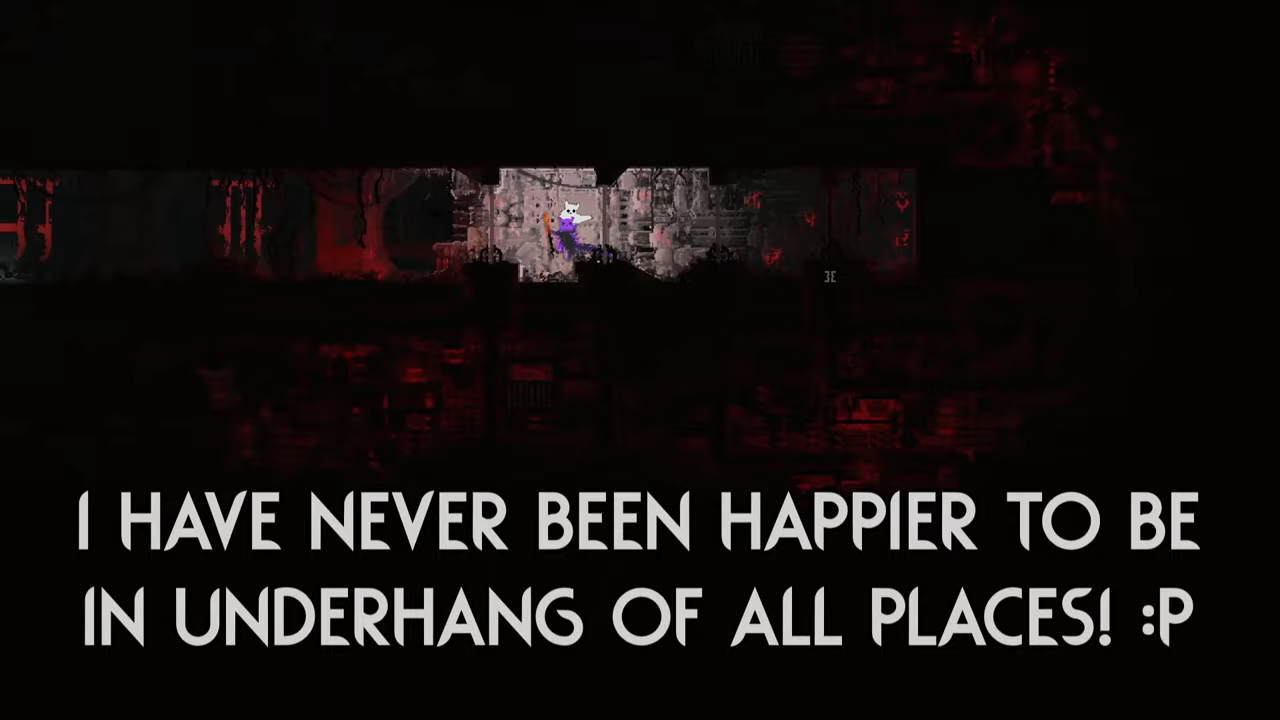 I HAVE NEVER BEEN HAPPIER TO BE
IN UNDERHANG OF ALL PLACES! :P